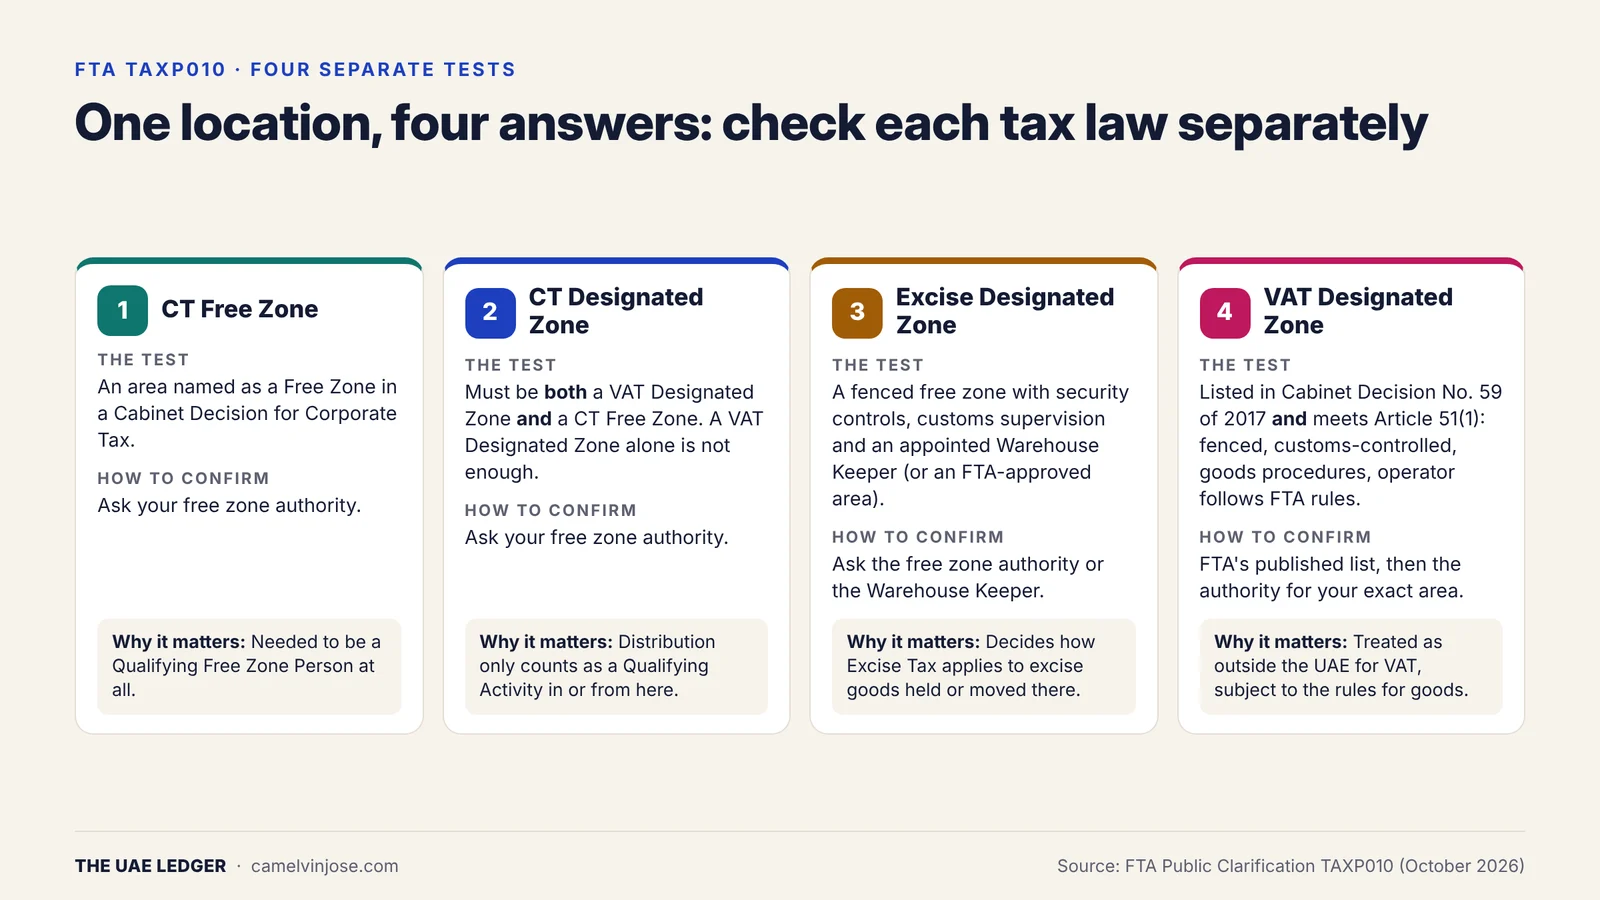 FTA TAXP010 · FOUR SEPARATE TESTS
One location, four answers: check each tax law separately
1
CT Free Zone
THE TEST
An area named as a Free Zone in
a Cabinet Decision for Corporate
Tax.
HOW TO CONFIRM
Ask your free zone authority.
Why it matters: Needed to be a
Qualifying Free Zone Person at
all.
2
CT Designated
Zone
THE TEST
Must be both a VAT Designated
Zone and a CT Free Zone. A VAT
Designated Zone alone is not
enough.
HOW TO CONFIRM
Ask your free zone authority.
Why it matters: Distribution
only counts as a Qualifying
Activity in or from here.
3
Excise Designated
Zone
THE TEST
A fenced free zone with security
controls, customs supervision
and an appointed Warehouse
Keeper (or an FTA-approved
area).
HOW TO CONFIRM
Ask the free zone authority or
the Warehouse Keeper.
Why it matters: Decides how
Excise Tax applies to excise
goods held or moved there.
4
VAT Designated
Zone
THE TEST
Listed in Cabinet Decision No. 59
of 2017 and meets Article 51(1):
fenced, customs-controlled,
goods procedures, operator
follows FTA rules.
HOW TO CONFIRM
FTA's published list, then the
authority for your exact area.
Why it matters: Treated as
outside the UAE for VAT,
subject to the rules for goods.
THE UAE LEDGER · camelvinjose.com
Source: FTA Public Clarification TAXP010 (October 2026)